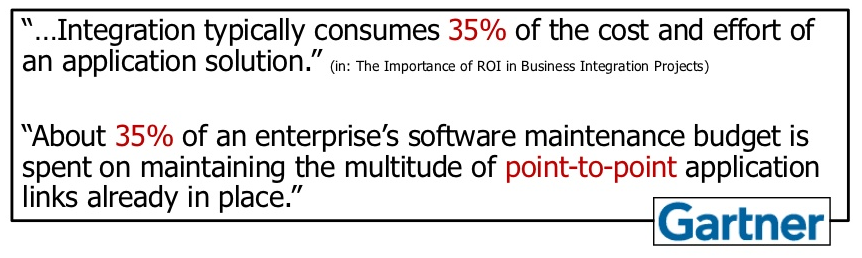 “…Integration typically consumes 35% of the cost and effort of
an application solution.” (in: The Importance of ROI in Business Integration Projects)
“About 35% of an enterprise’s software maintenance budget is
spent on maintaining the multitude of point-to-point application
links already in place.”
Gartner